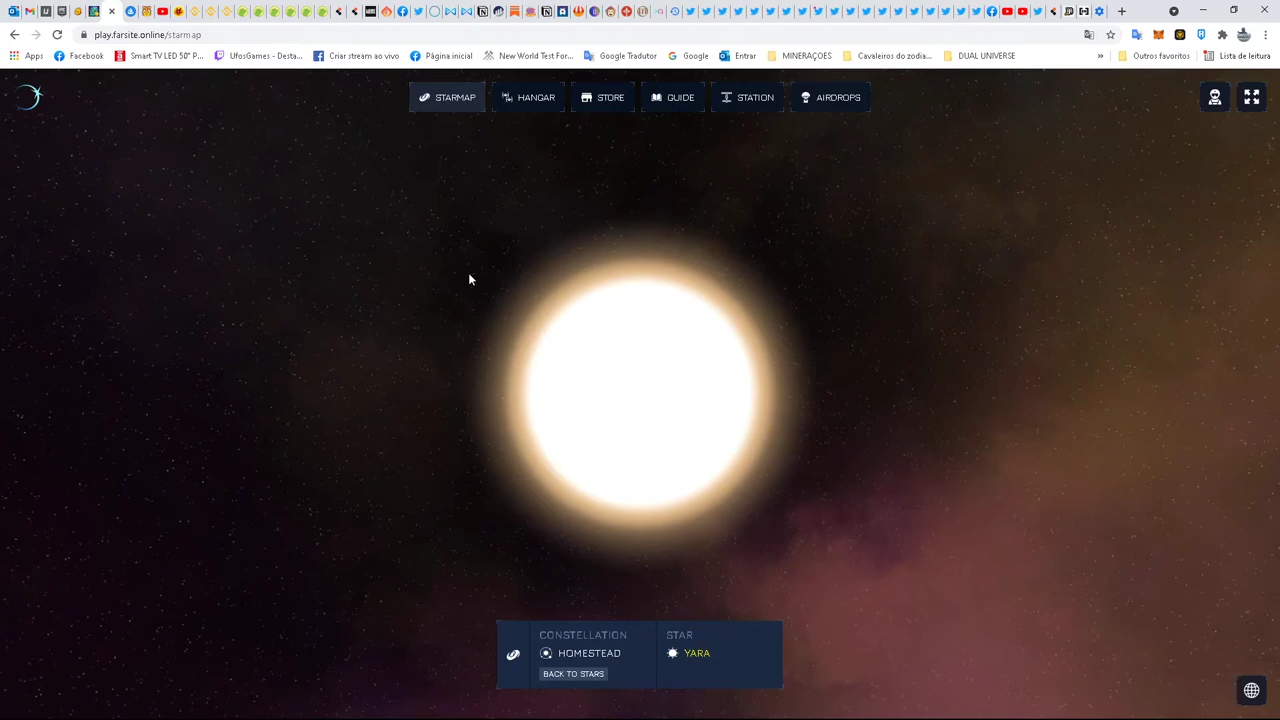 play.farsite.online/starmap
Apps
Facebook
Smart TV LED 50" P...
UfosGames - Desta...
Criar stream ao vivo
Página inicial
New World Test For...
Google Tradutor
Google
Entrar
MINERAÇOES
Cavaleiros do zodia...
DUAL UNIVERSE
»
Outros favoritos
Lista de leitura
STARMAP
HANGAR
STORE
GUIDE
STATION
AIRDROPS
CONSTELLATION
HOMESTEAD
BACK TO STARS
STAR
YARA